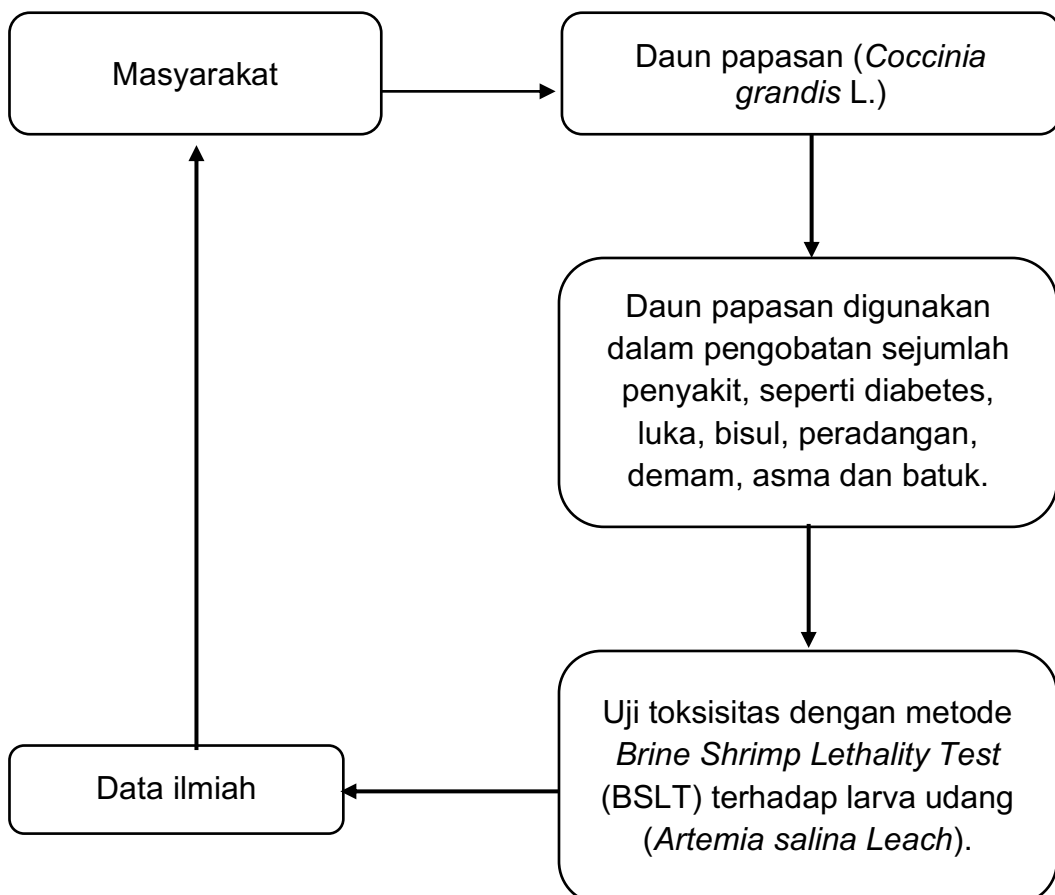 Masyarakat
Daun papasan (Coccinia
grandis L.)
Daun papasan digunakan
dalam pengobatan sejumlah
penyakit, seperti diabetes,
luka, bisul, peradangan,
demam, asma dan batuk.
Uji toksisitas dengan metode
Brine Shrimp Lethality Test
(BSLT) terhadap larva udang
(Artemia salina Leach).
Data ilmiah